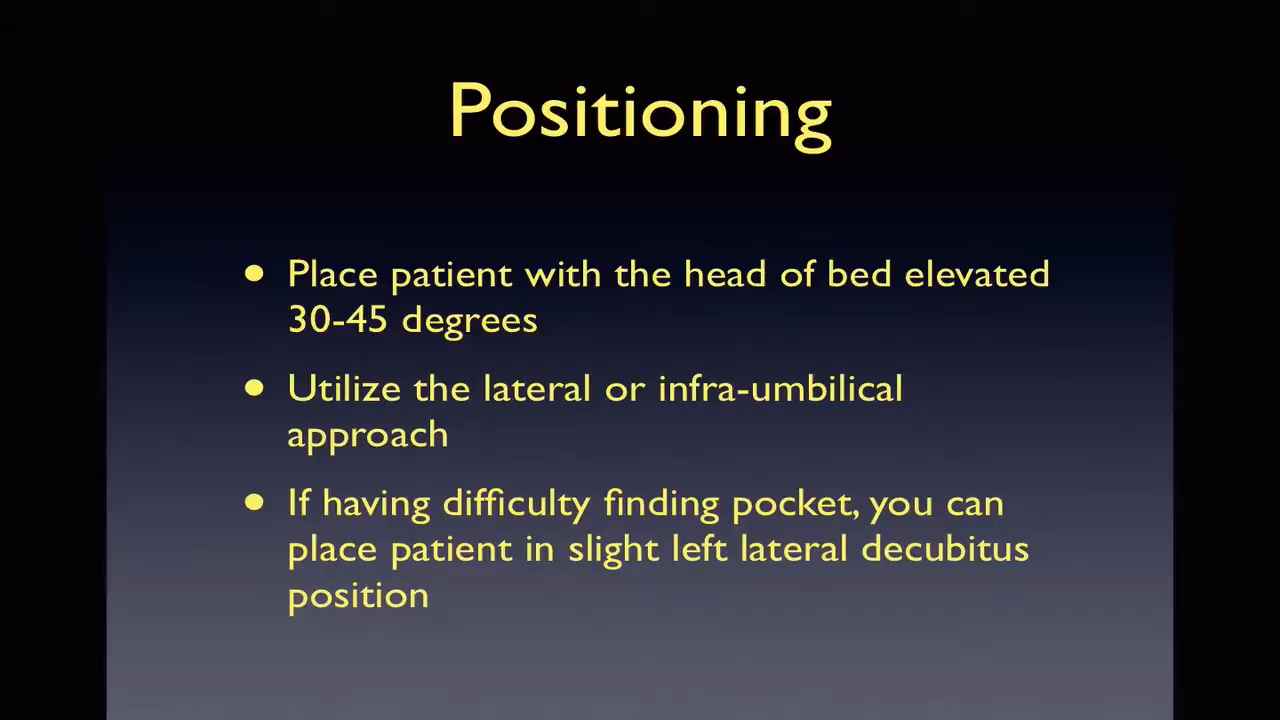 Positioning
• Place patient with the head of bed elevated
30-45 degrees
• Utilize the lateral or infra-umbilical
approach
• If having difficulty finding pocket, you can
place patient in slight left lateral decubitus
position